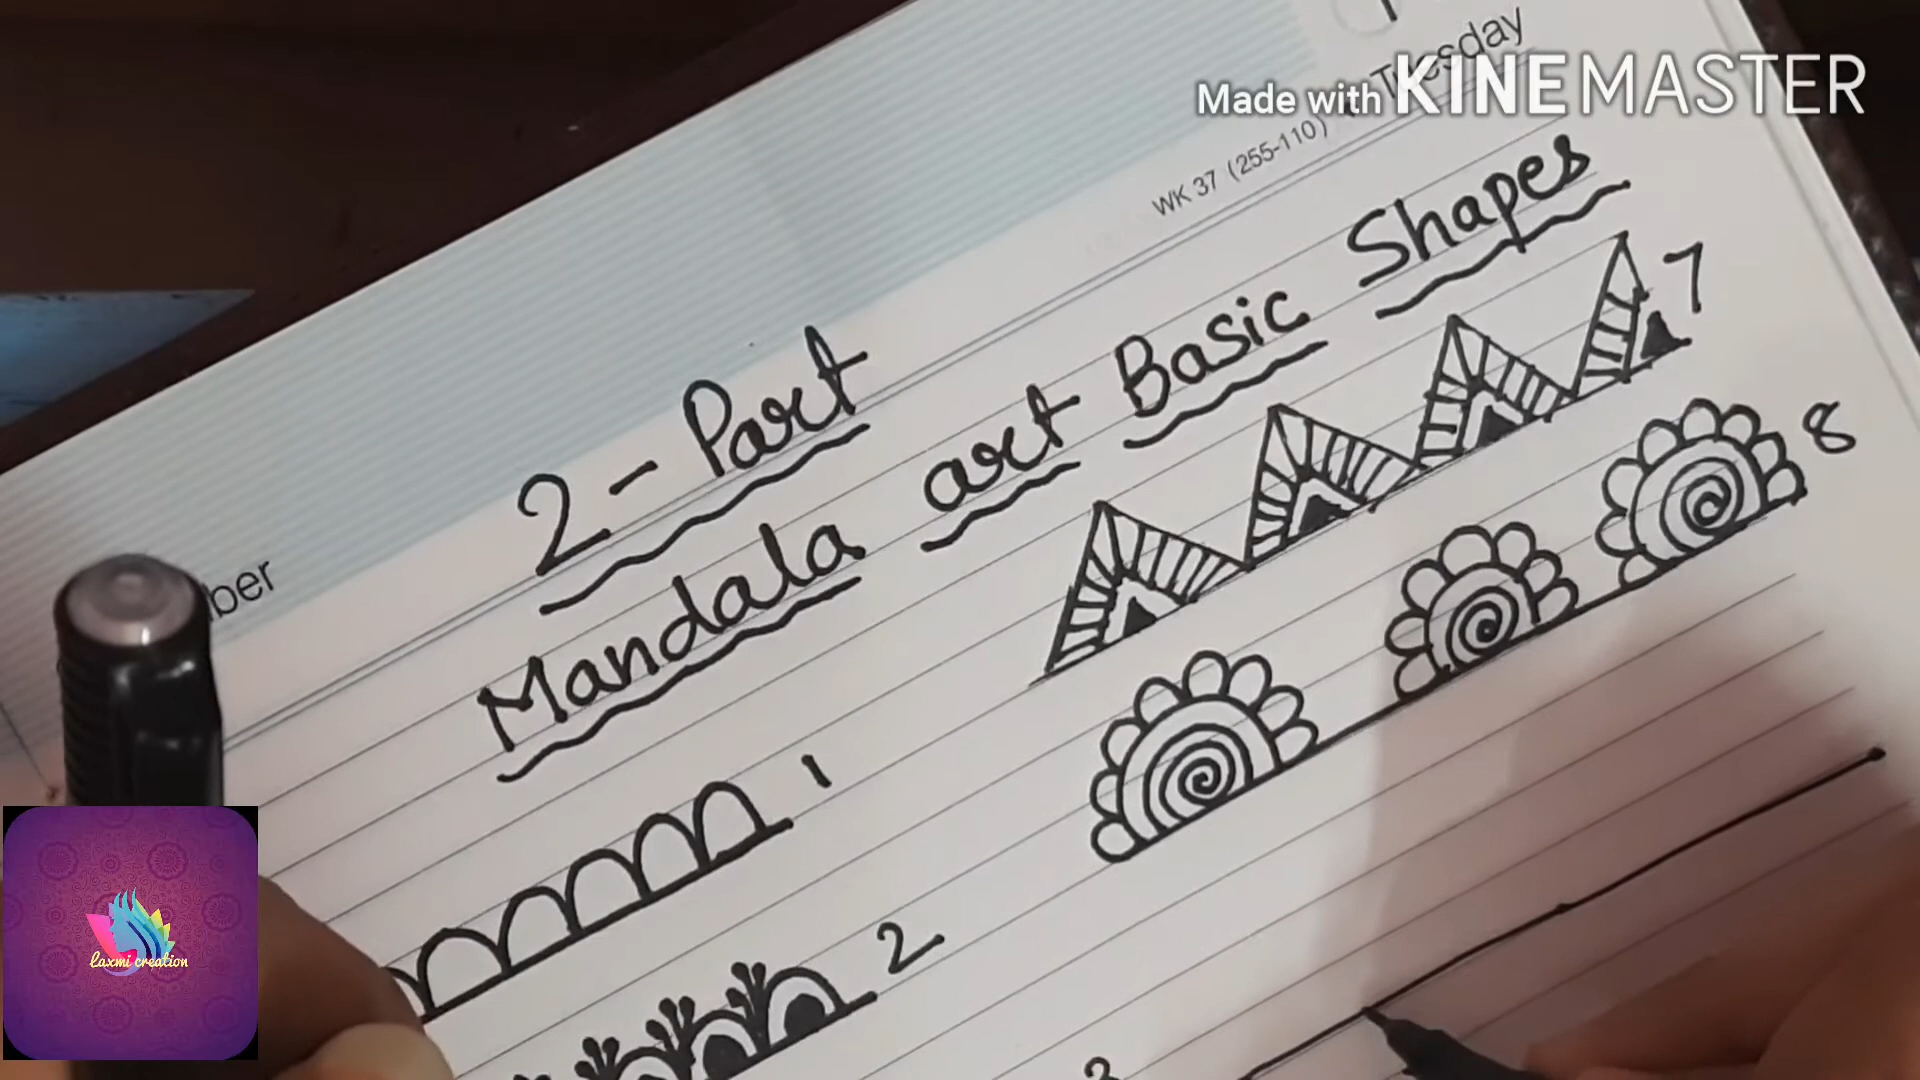 Made with KINEMASTER
Tuesday
WK 37 (255-110)
2 - Part
Mandala art Basic Shapes
7
8
1
2
3
ber
Laxmi creation